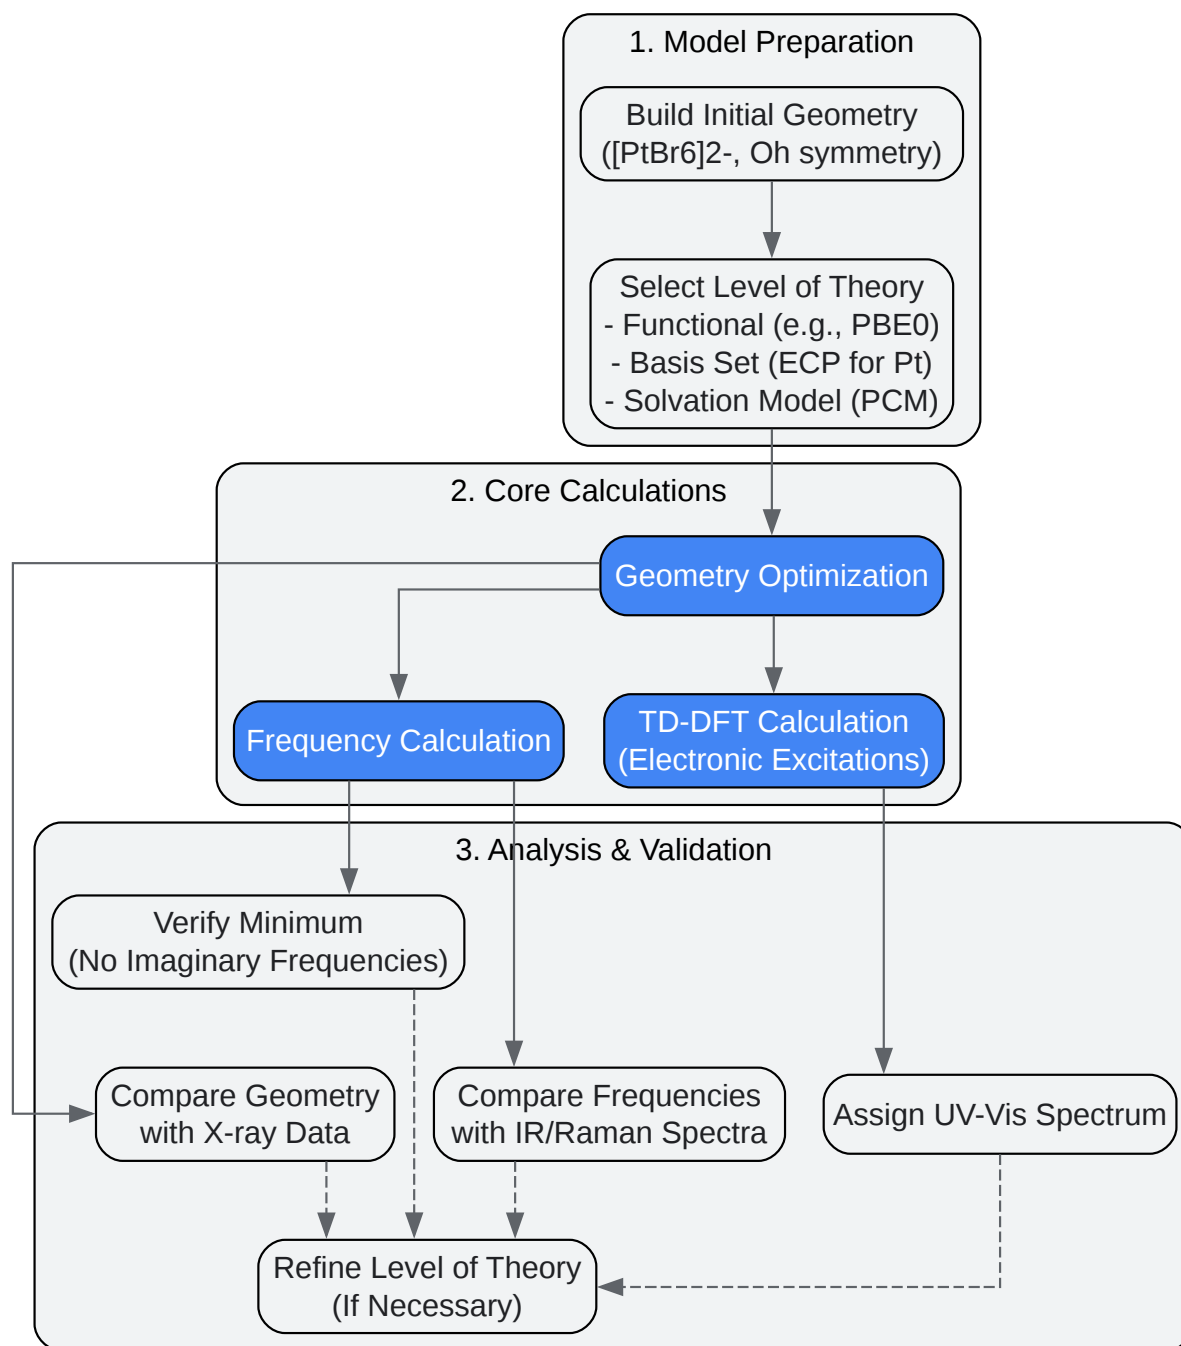 1. Model Preparation
Build Initial Geometry
([PtBr6]2-, Oh symmetry)
Select Level of Theory
- Functional (e.g., PBE0)
- Basis Set (ECP for Pt)
- Solvation Model (PCM)
2. Core Calculations
Geometry Optimization
Frequency Calculation
TD-DFT Calculation
(Electronic Excitations)
3. Analysis & Validation
Verify Minimum
(No Imaginary Frequencies)
Compare Geometry
with X-ray Data
Compare Frequencies
with IR/Raman Spectra
Assign UV-Vis Spectrum
Refine Level of Theory
(If Necessary)